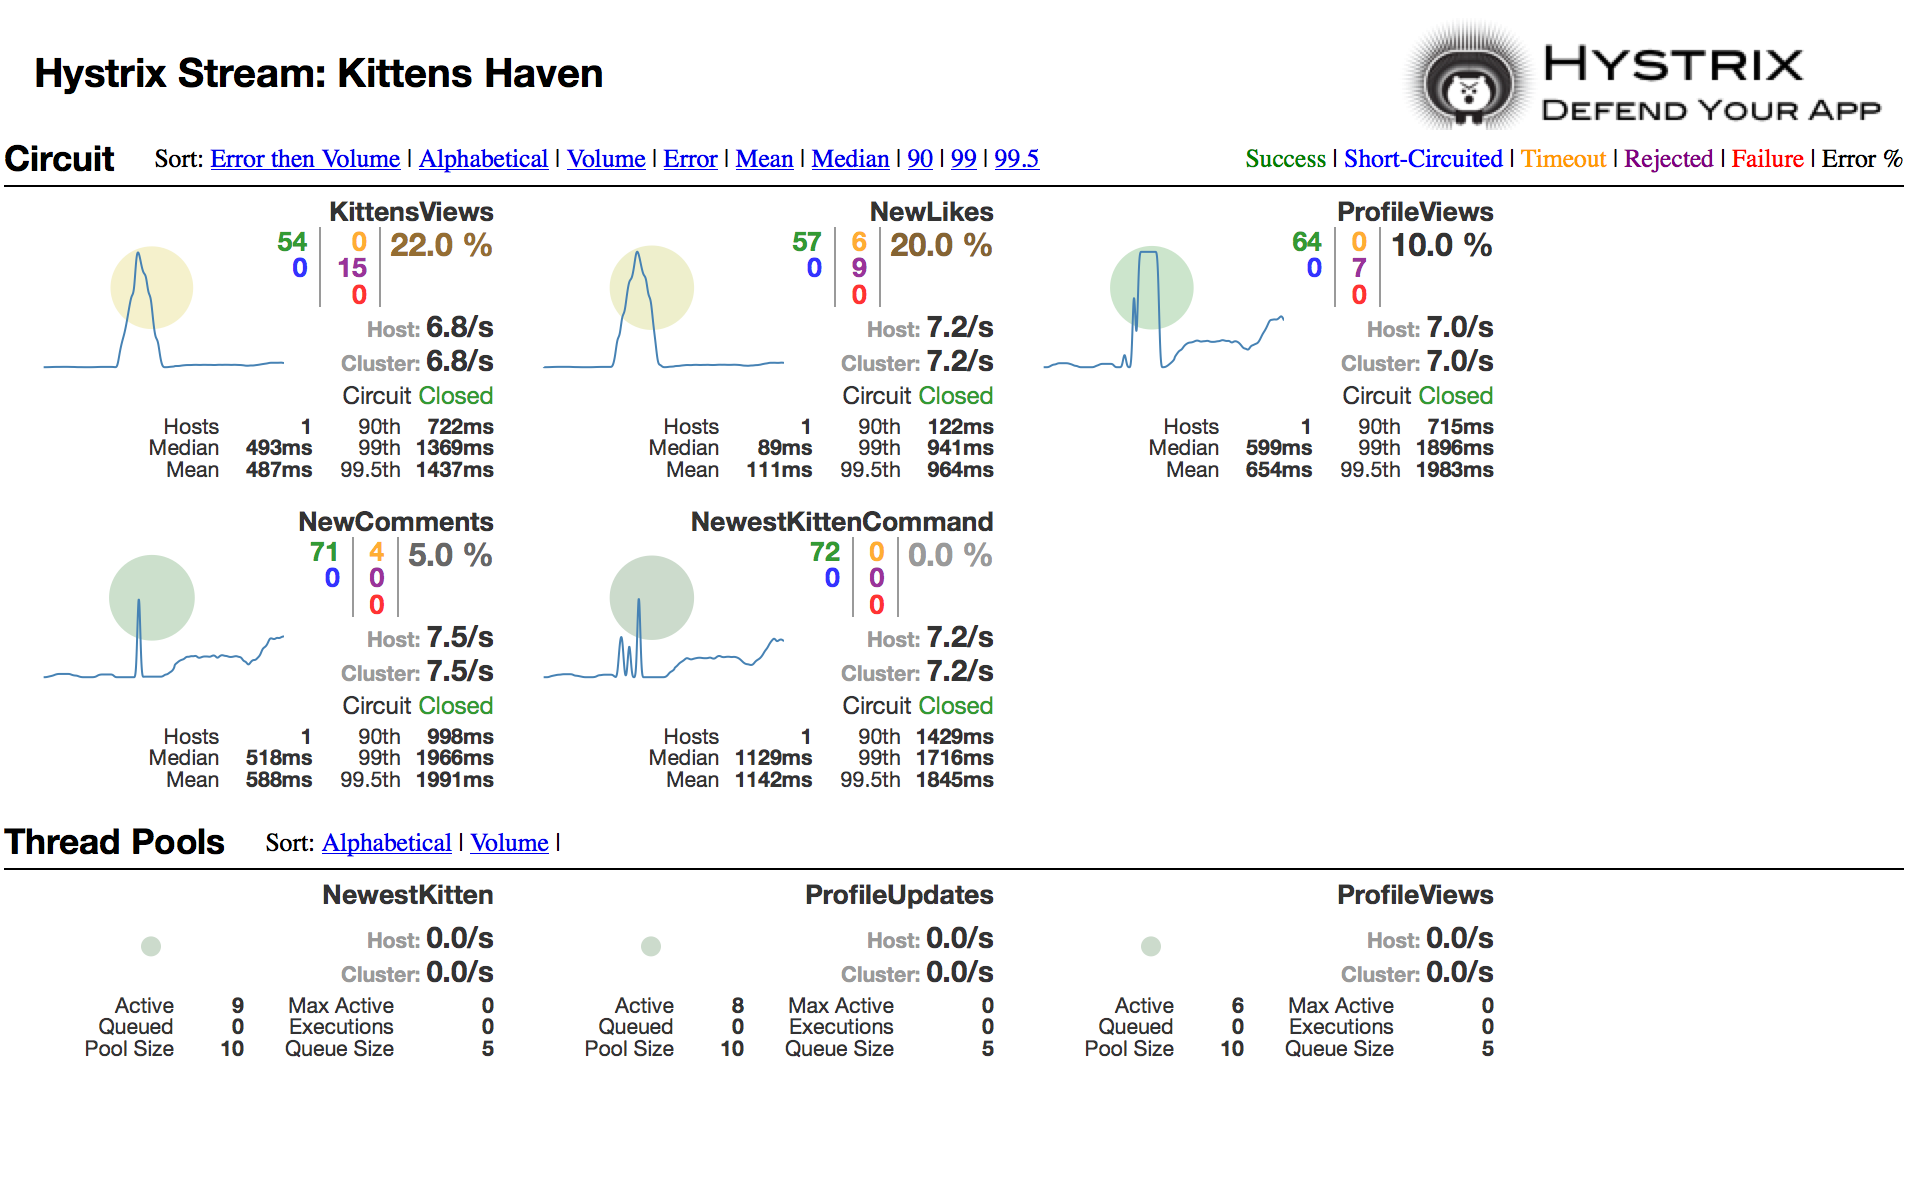 Hystrix Stream: Kittens Haven
HYSTRIX
DEFEND YOUR APP
Circuit Sort: Error then Volume | Alphabetical | Volume | Error | Mean | Median | 90 | 99 | 99.5 Success | Short-Circuited | Timeout | Rejected | Failure | Error %
KittensViews
54 0 22.0 %
0 15
0
Host: 6.8/s
Cluster: 6.8/s
Circuit Closed
Hosts 1 90th 722ms
Median 493ms 99th 1369ms
Mean 487ms 99.5th 1437ms
NewLikes
57 6 20.0 %
0 9
0
Host: 7.2/s
Cluster: 7.2/s
Circuit Closed
Hosts 1 90th 122ms
Median 89ms 99th 941ms
Mean 111ms 99.5th 964ms
ProfileViews
64 0 10.0 %
0 7
0
Host: 7.0/s
Cluster: 7.0/s
Circuit Closed
Hosts 1 90th 715ms
Median 599ms 99th 1896ms
Mean 654ms 99.5th 1983ms
NewComments
71 4 5.0 %
0 0
0
Host: 7.5/s
Cluster: 7.5/s
Circuit Closed
Hosts 1 90th 998ms
Median 518ms 99th 1966ms
Mean 588ms 99.5th 1991ms
NewestKittenCommand
72 0 0.0 %
0 0
0
Host: 7.2/s
Cluster: 7.2/s
Circuit Closed
Hosts 1 90th 1429ms
Median 1129ms 99th 1716ms
Mean 1142ms 99.5th 1845ms
Thread Pools Sort: Alphabetical | Volume |
NewestKitten
Host: 0.0/s
Cluster: 0.0/s
Active 9 Max Active 0
Queued 0 Executions 0
Pool Size 10 Queue Size 5
ProfileUpdates
Host: 0.0/s
Cluster: 0.0/s
Active 8 Max Active 0
Queued 0 Executions 0
Pool Size 10 Queue Size 5
ProfileViews
Host: 0.0/s
Cluster: 0.0/s
Active 6 Max Active 0
Queued 0 Executions 0
Pool Size 10 Queue Size 5